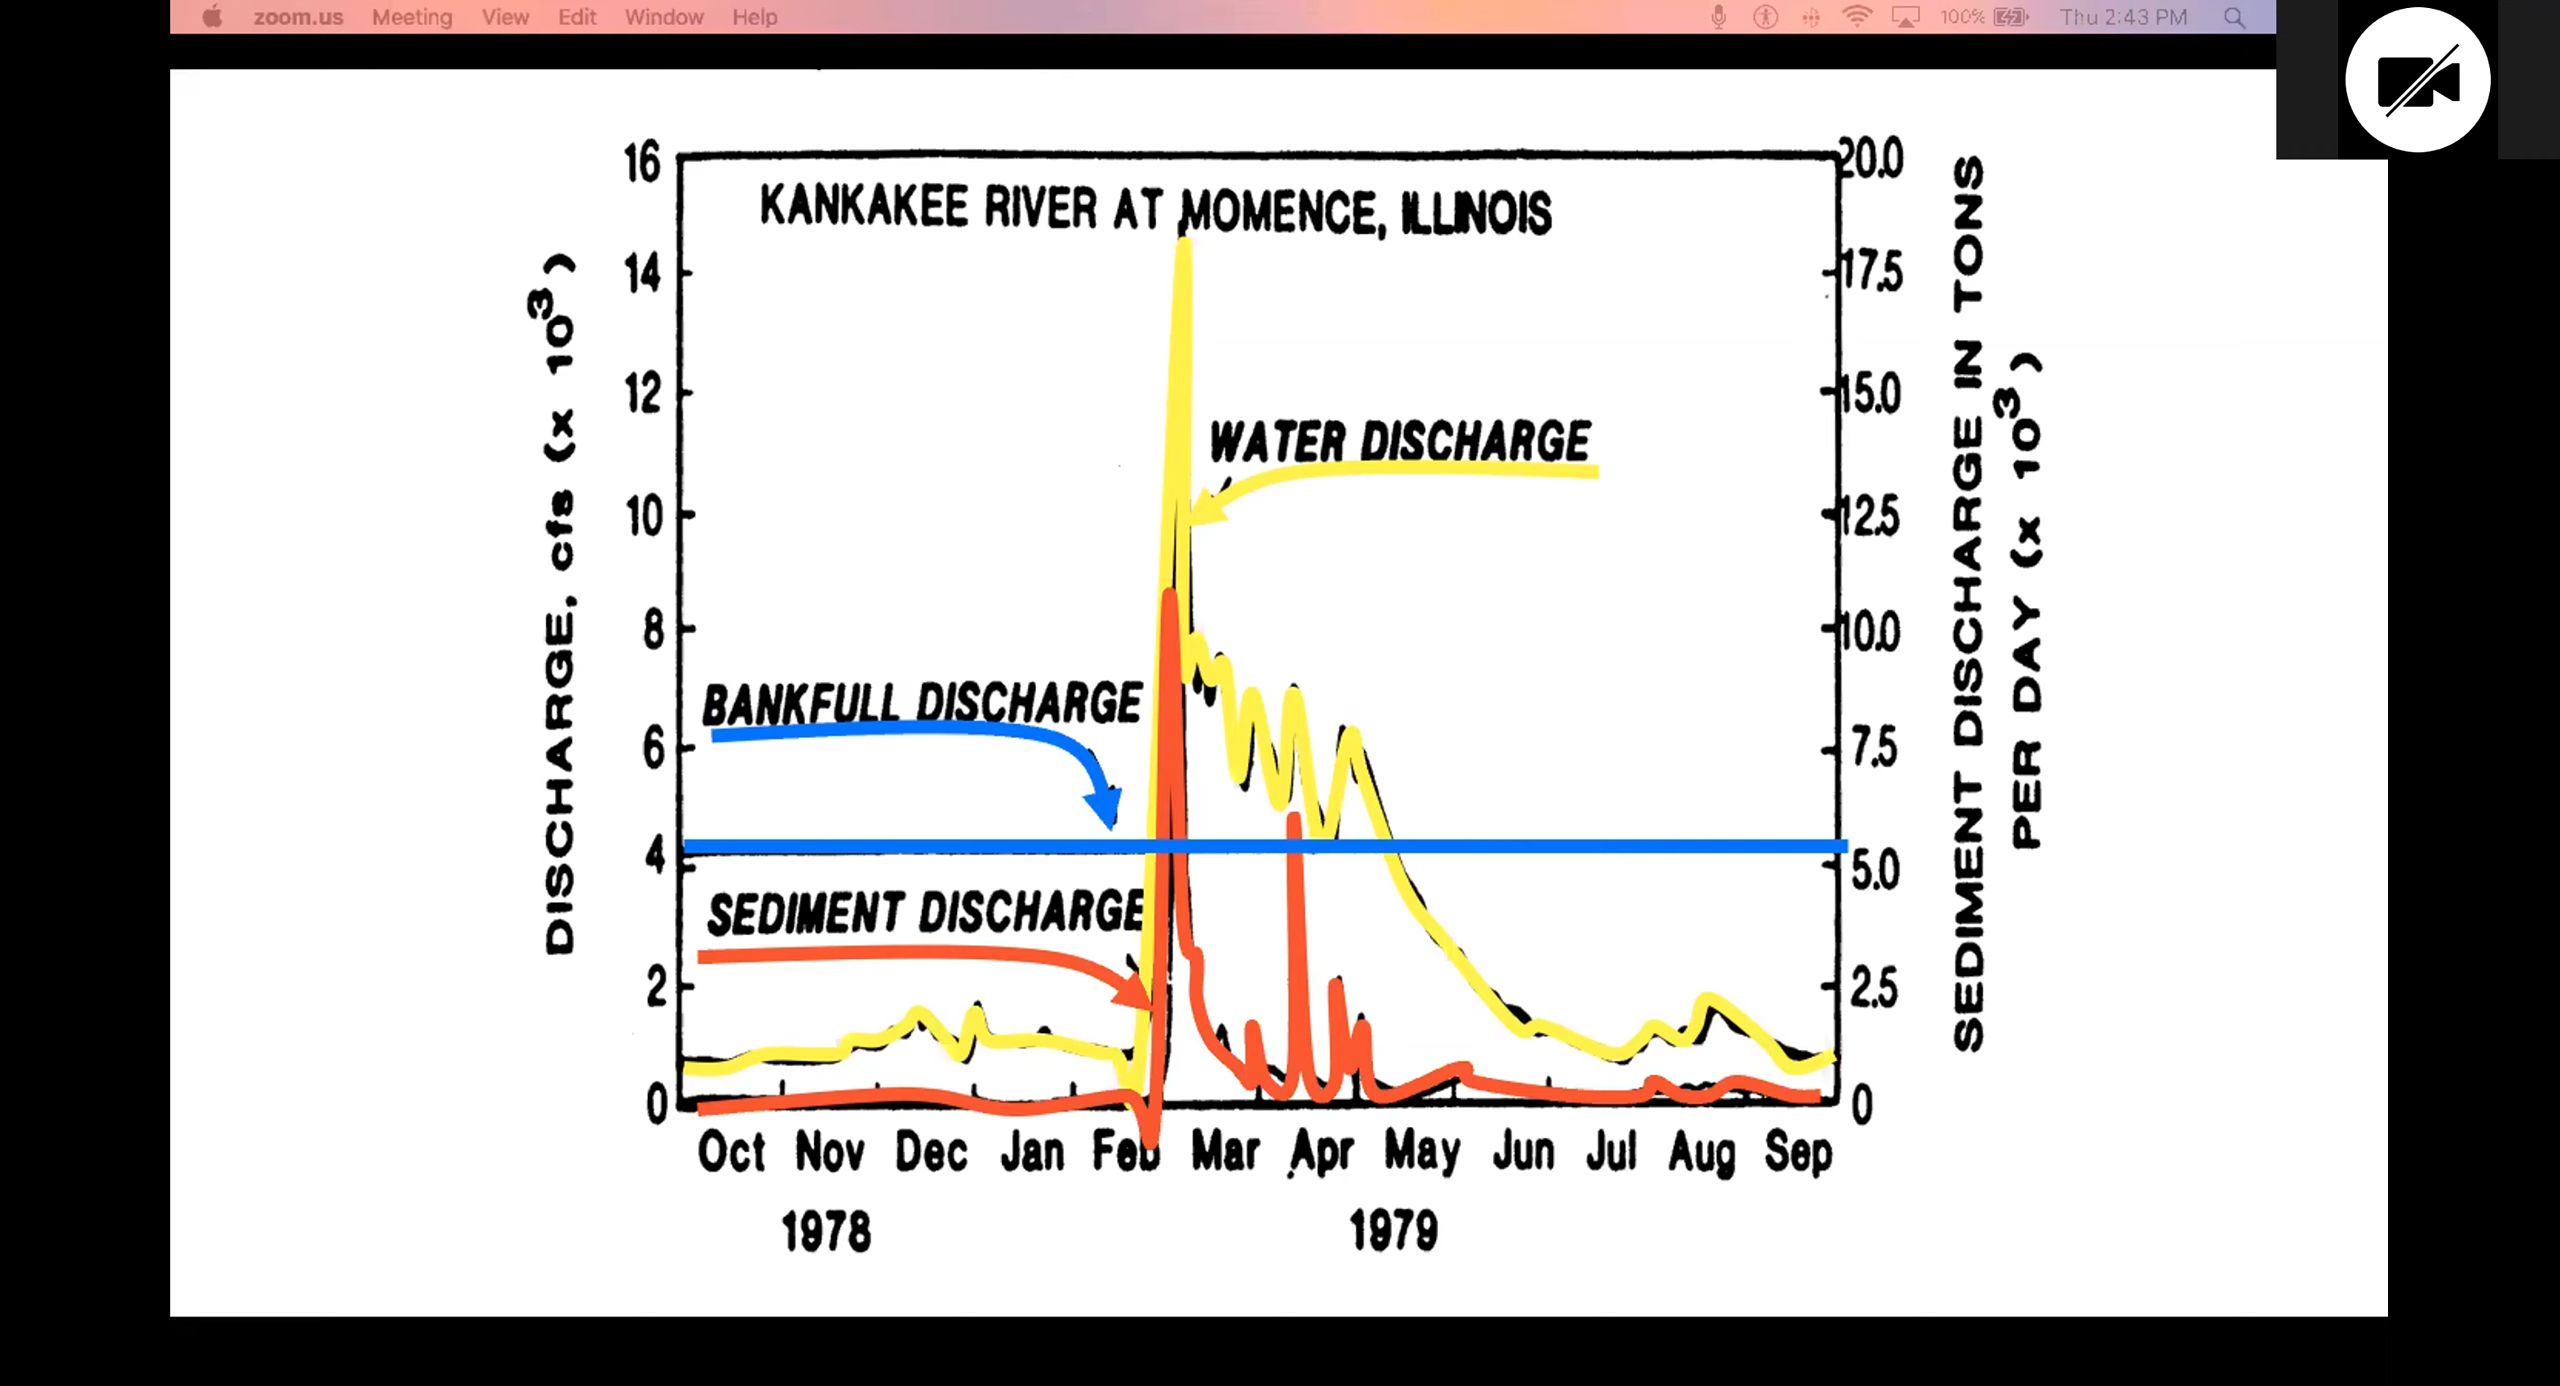 zoom.us Meeting View Edit Window Help 100% Thu 2:43 PM
KANKAKEE RIVER AT MOMENCE, ILLINOIS
DISCHARGE, cfs (x 10³)
16
14
12
10
8
6
4
2
0
WATER DISCHARGE
BANKFULL DISCHARGE
SEDIMENT DISCHARGE
20.0
17.5
15.0
12.5
10.0
7.5
5.0
2.5
0
SEDIMENT DISCHARGE IN TONS
PER DAY (x 10³)
Oct Nov Dec Jan Feb Mar Apr May Jun Jul Aug Sep
1978 1979